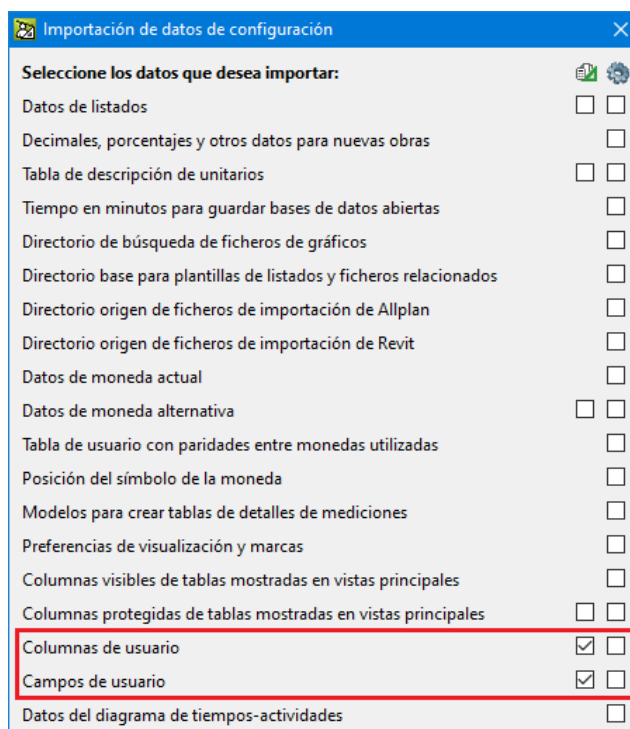 Importación de datos de configuración
Seleccione los datos que desea importar:
Datos de listados
Decimales, porcentajes y otros datos para nuevas obras
Tabla de descripción de unitarios
Tiempo en minutos para guardar bases de datos abiertas
Directorio de búsqueda de ficheros de gráficos
Directorio base para plantillas de listados y ficheros relacionados
Directorio origen de ficheros de importación de Allplan
Directorio origen de ficheros de importación de Revit
Datos de moneda actual
Datos de moneda alternativa
Tabla de usuario con paridades entre monedas utilizadas
Posición del símbolo de la moneda
Modelos para crear tablas de detalles de mediciones
Preferencias de visualización y marcas
Columnas visibles de tablas mostradas en vistas principales
Columnas protegidas de tablas mostradas en vistas principales
Columnas de usuario
Campos de usuario
Datos del diagrama de tiempos-actividades